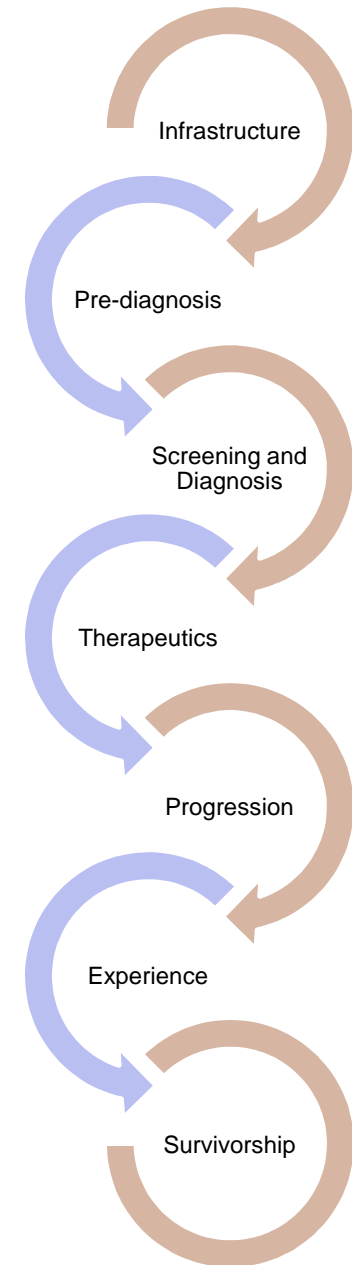 Infrastructure
Pre-diagnosis
Screening and
Diagnosis
Therapeutics
Progression
Experience
Survivorship